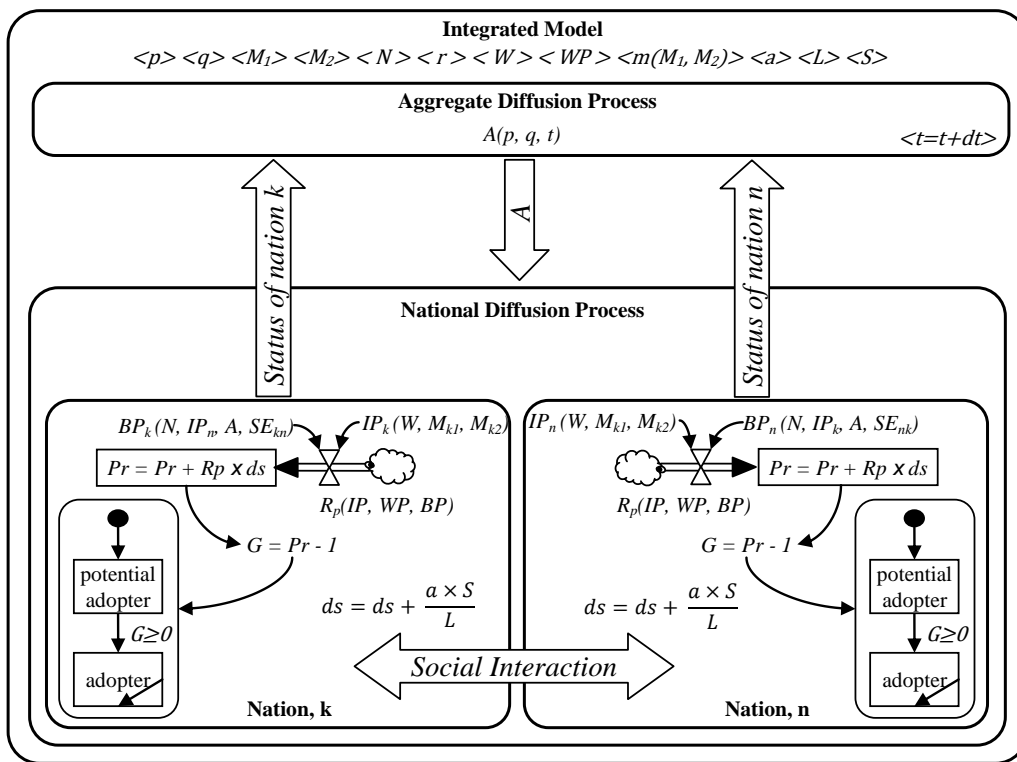 Integrated Model
<p> <q> <M₁> <M₂> < N > < r > < W > < WP > <m(M₁, M₂)> <a> <L> <S>
Aggregate Diffusion Process
A(p, q, t)
<t=t+dt>
Status of nation k
A
Status of nation n
National Diffusion Process
BPₖ(N, IPₙ, A, SEₖₙ)
IPₖ(W, Mₖ₁, Mₖ₂)
Pr = Pr + Rp × ds
Rₚ(IP, WP, BP)
G = Pr - 1
potential
adopter
G≥0
adopter
ds = ds + a × S / L
Nation, k
IPₙ(W, Mₖ₁, Mₖ₂)
BPₙ(N, IPₖ, A, SEₙₖ)
Pr = Pr + Rp × ds
Rₚ(IP, WP, BP)
G = Pr - 1
potential
adopter
G≥0
adopter
ds = ds + a × S / L
Nation, n
Social Interaction